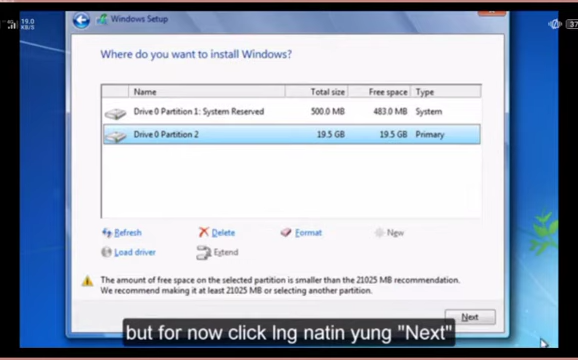 19.0
KB/S
37
Windows Setup
Where do you want to install Windows?
Name Total size Free space Type
Drive 0 Partition 1: System Reserved 500.0 MB 483.0 MB System
Drive 0 Partition 2 19.5 GB 19.5 GB Primary
Refresh Delete Format New
Load driver Extend
The amount of free space on the selected partition is smaller than the 21025 MB recommendation.
We recommend making it at least 21025 MB or selecting another partition.
Next
but for now click lng natin yung "Next"